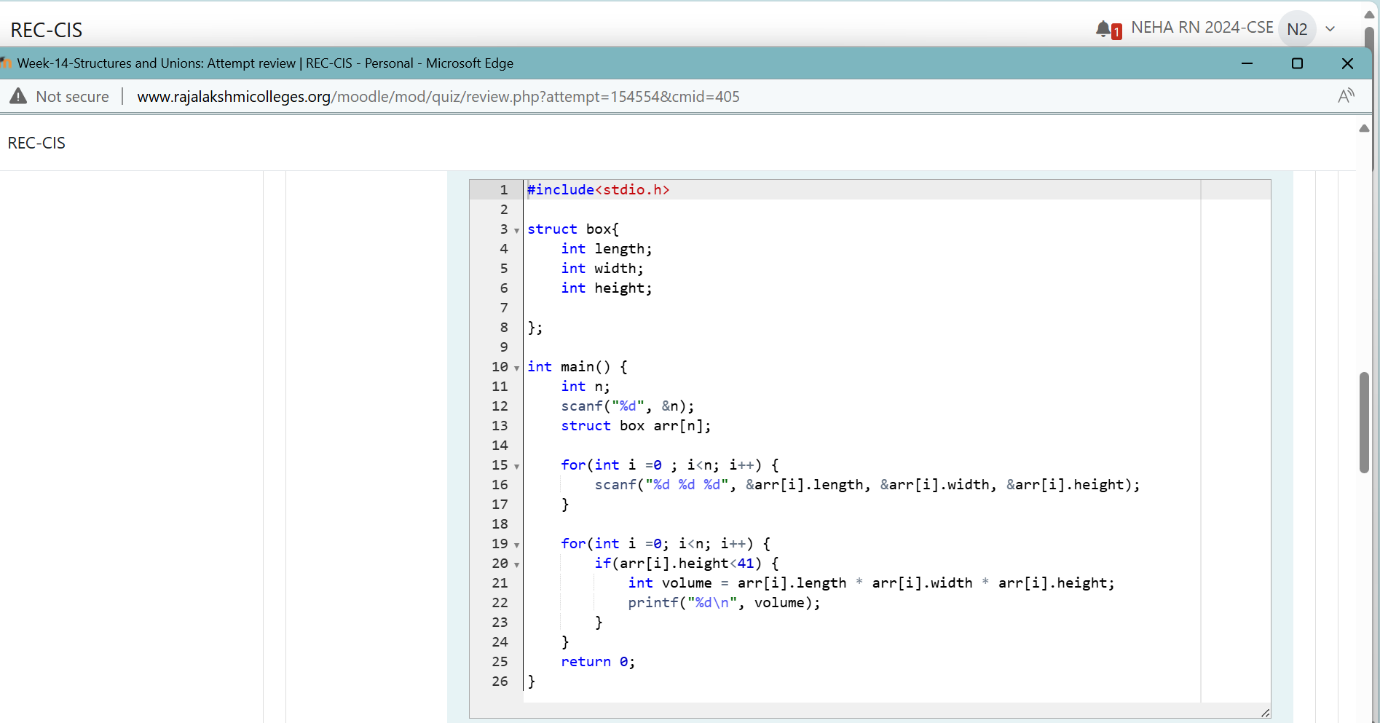 REC-CIS
1
NEHA RN 2024-CSE
N2
Week-14-Structures and Unions: Attempt review | REC-CIS - Personal - Microsoft Edge
Not secure
www.rajalakshmicolleges.org/moodle/mod/quiz/review.php?attempt=154554&cmid=405
REC-CIS
1 #include<stdio.h>
2
3 struct box{
4     int length;
5     int width;
6     int height;
7
8 };
9
10 int main() {
11     int n;
12     scanf("%d", &n);
13     struct box arr[n];
14
15     for(int i =0 ; i<n; i++) {
16         scanf("%d %d %d", &arr[i].length, &arr[i].width, &arr[i].height);
17     }
18
19     for(int i =0; i<n; i++) {
20         if(arr[i].height<41) {
21             int volume = arr[i].length * arr[i].width * arr[i].height;
22             printf("%d\n", volume);
23         }
24     }
25     return 0;
26 }